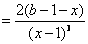 = 2(b-1-x) / (x-1)³